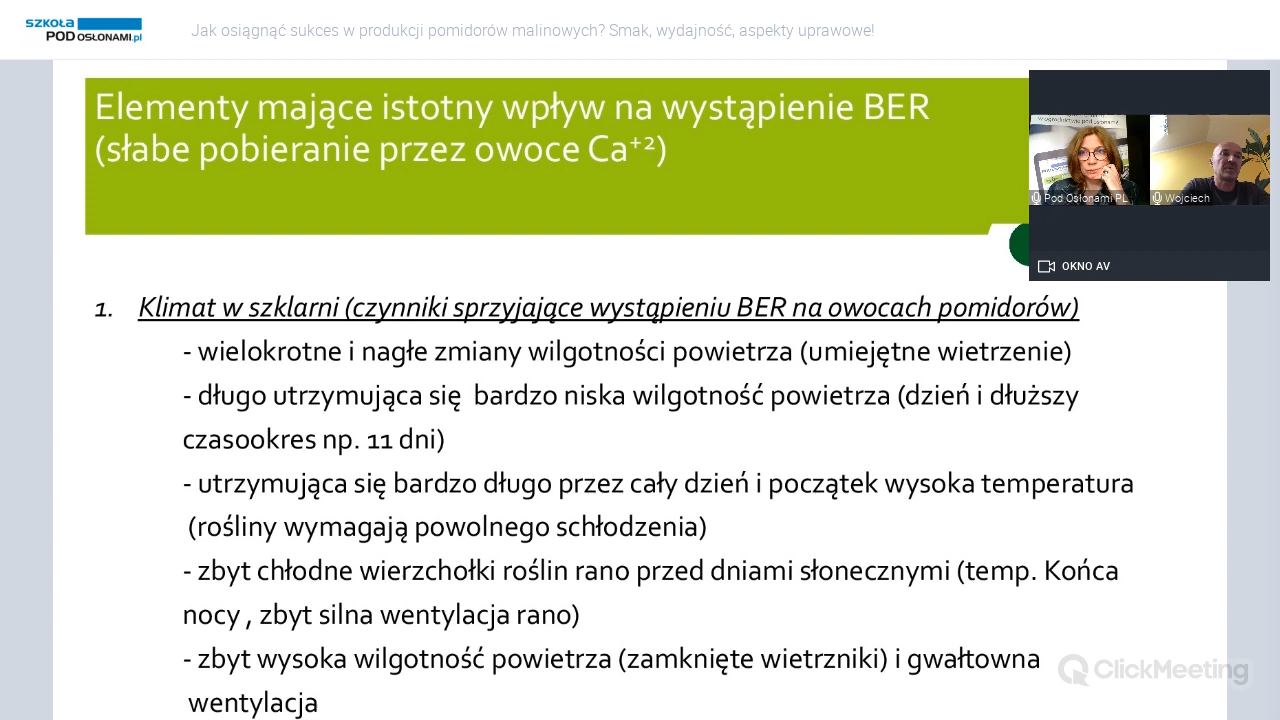 SZKOŁA
POD OSŁONAMI.pl
Jak osiągnąć sukces w produkcji pomidorów malinowych? Smak, wydajność, aspekty uprawowe!
Elementy mające istotny wpływ na wystąpienie BER
(słabe pobieranie przez owoce Ca⁺²)
Pod Osłonami PL
Wojciech
OKNO AV
1. Klimat w szklarni (czynniki sprzyjające wystąpieniu BER na owocach pomidorów)
- wielokrotne i nagłe zmiany wilgotności powietrza (umiejętne wietrzenie)
- długo utrzymująca się bardzo niska wilgotność powietrza (dzień i dłuższy
czasookres np. 11 dni)
- utrzymująca się bardzo długo przez cały dzień i początek wysoka temperatura
(rośliny wymagają powolnego schłodzenia)
- zbyt chłodne wierzchołki roślin rano przed dniami słonecznymi (temp. Końca
nocy , zbyt silna wentylacja rano)
- zbyt wysoka wilgotność powietrza (zamknięte wietrzniki) i gwałtowna
wentylacja
ClickMeeting